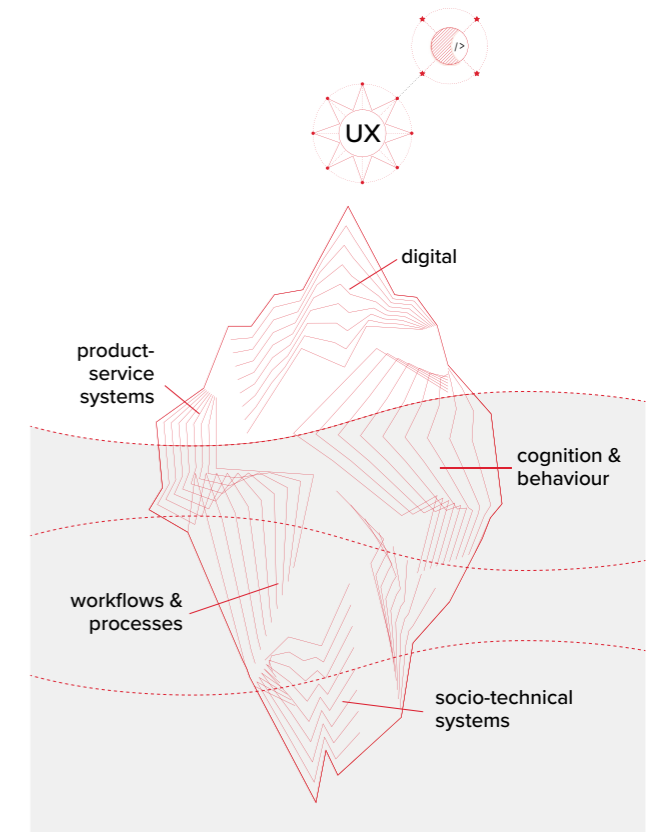 />
UX
digital
product-
service
systems
cognition &
behaviour
workflows &
processes
socio-technical
systems